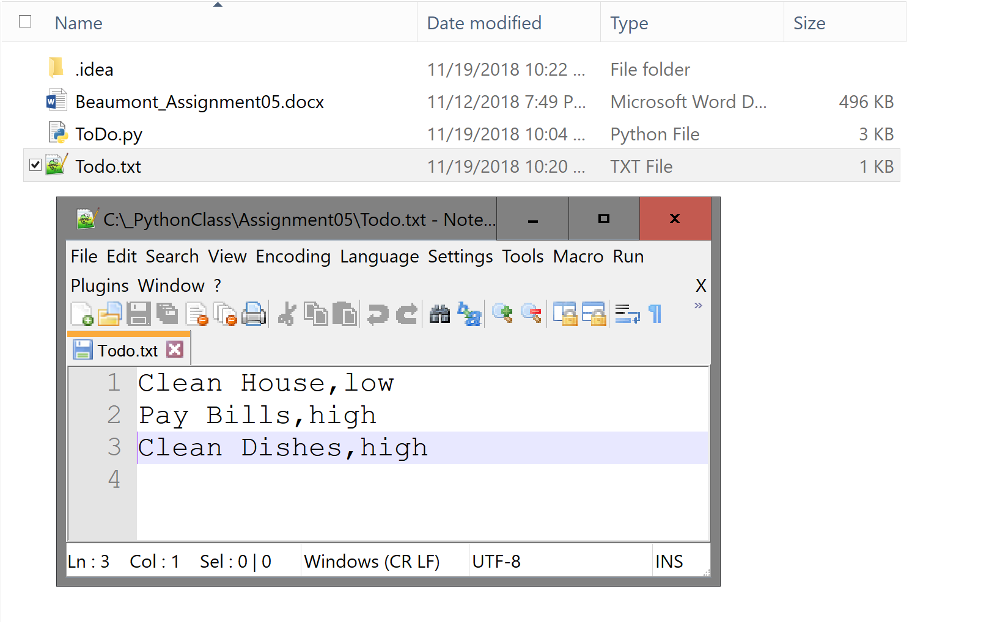 Name Date modified Type Size
.idea 11/19/2018 10:22 ... File folder
Beaumont_Assignment05.docx 11/12/2018 7:49 P... Microsoft Word D... 496 KB
ToDo.py 11/19/2018 10:04 ... Python File 3 KB
Todo.txt 11/19/2018 10:20 ... TXT File 1 KB
C:\_PythonClass\Assignment05\Todo.txt - Note...
File Edit Search View Encoding Language Settings Tools Macro Run
Plugins Window ? X
Todo.txt
1 Clean House,low
2 Pay Bills,high
3 Clean Dishes,high
4
Ln : 3 Col : 1 Sel : 0 | 0 Windows (CR LF) UTF-8 INS